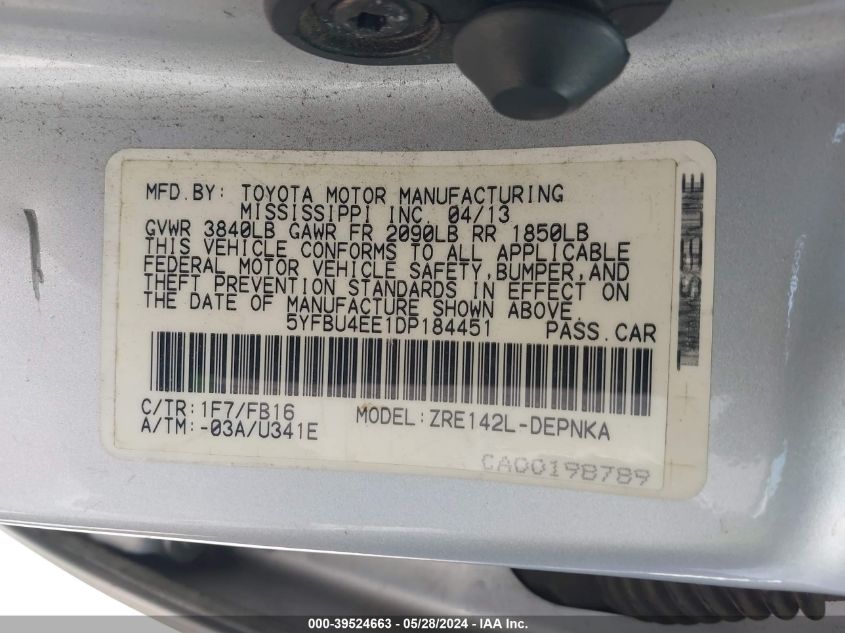 MFD.BY: TOYOTA MOTOR MANUFACTURING
MISSISSIPPI INC. 04/13
GVWR 3840LB GAWR FR 2090LB RR 1850LB
THIS VEHICLE CONFORMS TO ALL APPLICABLE
FEDERAL MOTOR VEHICLE SAFETY,BUMPER,AND
THEFT PREVENTION STANDARDS IN EFFECT ON
THE DATE OF MANUFACTURE SHOWN ABOVE.
5YFBU4EE1DP184451 PASS.CAR
C/TR:1F7/FB16 MODEL:ZRE142L-DEPNKA
A/TM:-03A/U341E
CA00198789
000-39524663 - 05/28/2024 - IAA Inc.